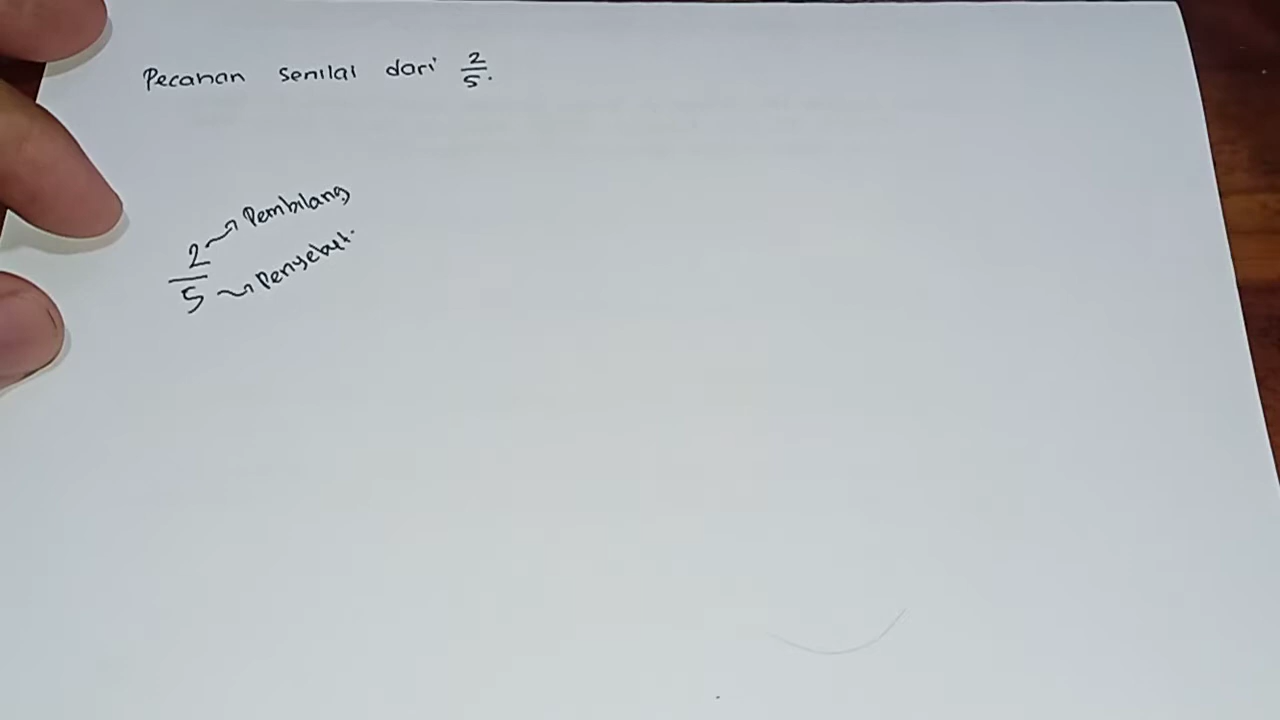 Pecahan senilai dari 2/5.
2 → Pembilang
5 → Penyebut.